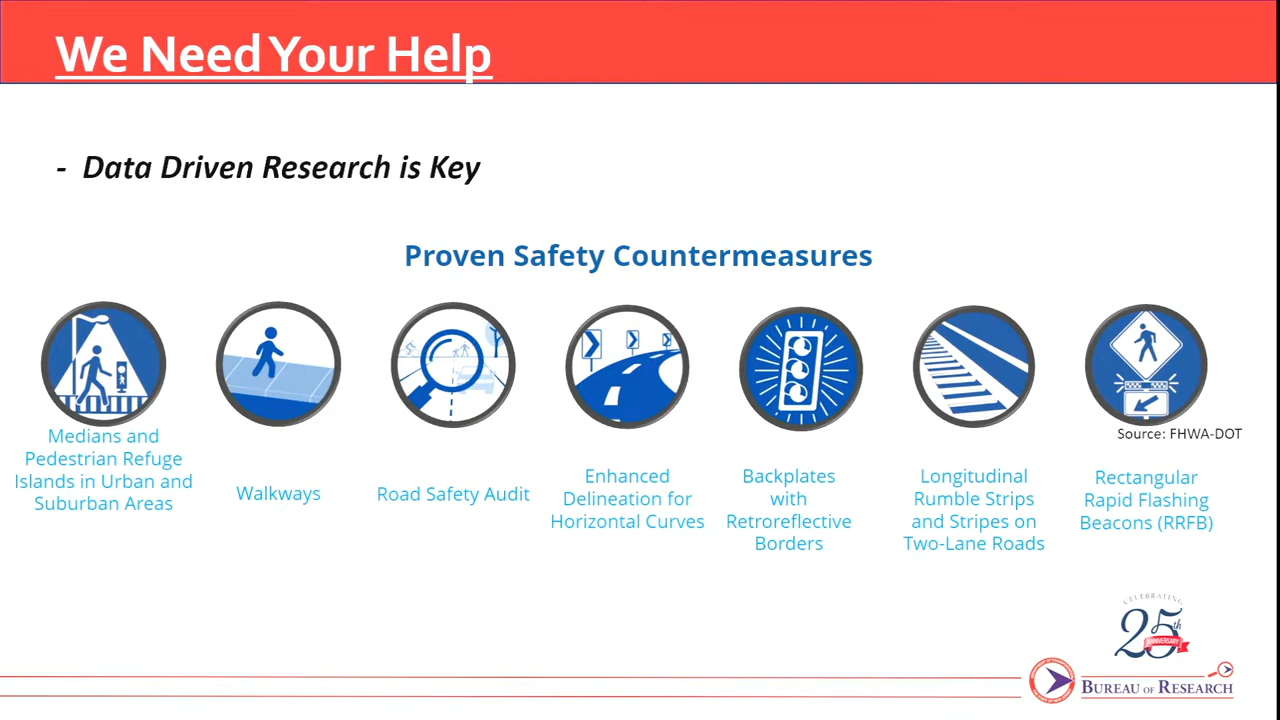 We Need Your Help
- Data Driven Research is Key
Proven Safety Countermeasures
Medians and
Pedestrian Refuge
Islands in Urban and
Suburban Areas
Walkways
Road Safety Audit
Enhanced
Delineation for
Horizontal Curves
Backplates
with
Retroreflective
Borders
Longitudinal
Rumble Strips
and Stripes on
Two-Lane Roads
Source: FHWA-DOT
Rectangular
Rapid Flashing
Beacons (RRFB)
CELEBRATING
25th
ANNIVERSARY
BUREAU OF RESEARCH